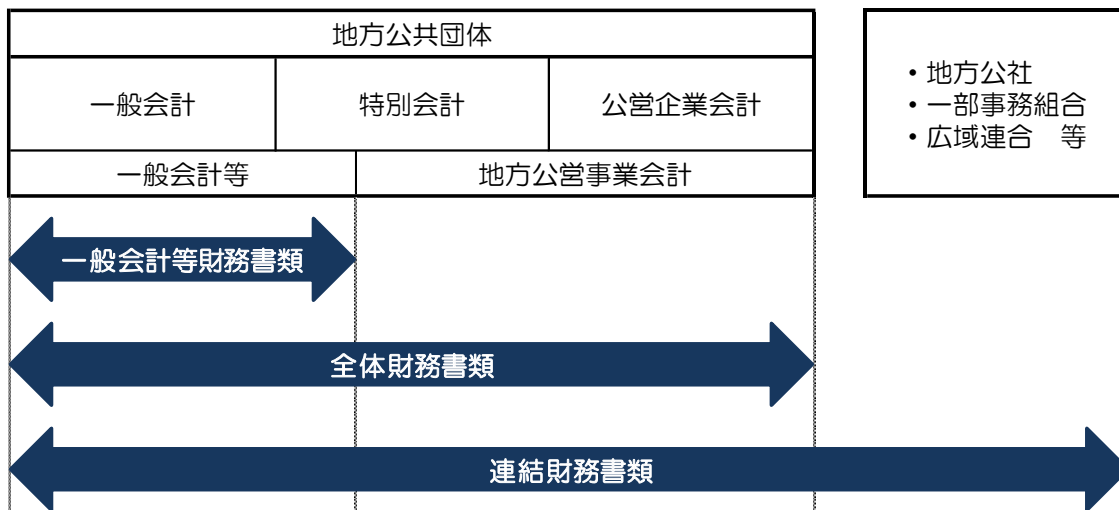 地方公共団体
一般会計
特別会計
公営企業会計
一般会計等
地方公営事業会計
・地方公社
・一部事務組合
・広域連合　等
一般会計等財務書類
全体財務書類
連結財務書類